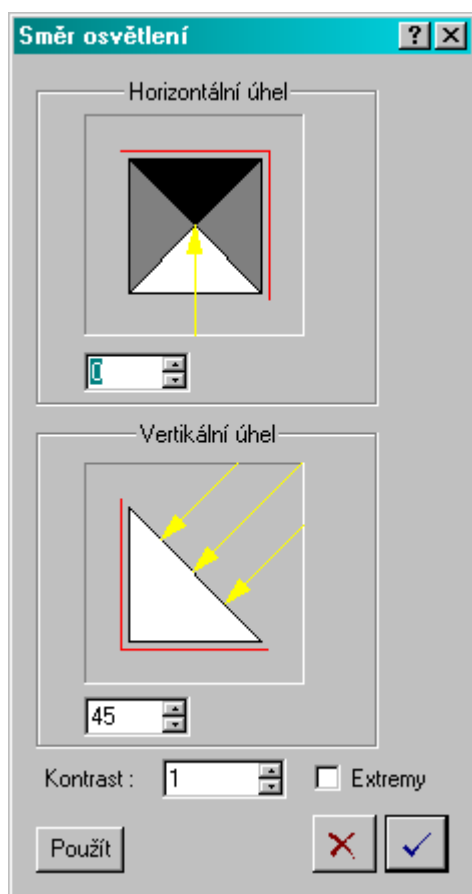 Směr osvětlení
Horizontální úhel
0
Vertikální úhel
45
Kontrast : 1 Extremy
Použít